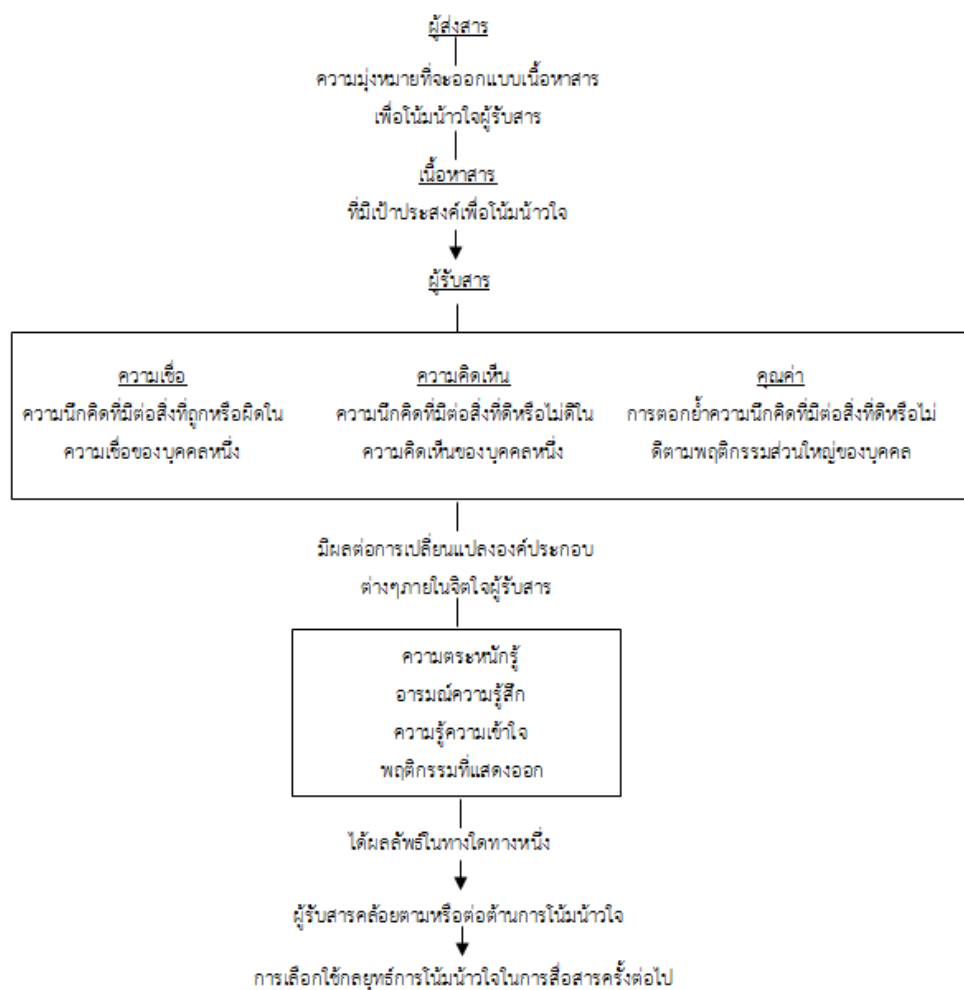 ผู้ส่งสาร
ความมุ่งหมายที่จะออกแบบเนื้อหาสาร
เพื่อโน้มน้าวใจผู้รับสาร
เนื้อหาสาร
ที่มีเป้าประสงค์เพื่อโน้มน้าวใจ
ผู้รับสาร
ความเชื่อ
ความนึกคิดที่มีต่อสิ่งที่ถูกหรือผิดใน
ความเชื่อของบุคคลหนึ่ง
ความคิดเห็น
ความนึกคิดที่มีต่อสิ่งที่ดีหรือไม่ดีใน
ความคิดเห็นของบุคคลหนึ่ง
คุณค่า
การตอกย้ำความนึกคิดที่มีต่อสิ่งที่ดีหรือไม่
ดีตามพฤติกรรมส่วนใหญ่ของบุคคล
มีผลต่อการเปลี่ยนแปลงองค์ประกอบ
ต่างๆภายในจิตใจผู้รับสาร
ความตระหนักรู้
อารมณ์ความรู้สึก
ความรู้ความเข้าใจ
พฤติกรรมที่แสดงออก
ได้ผลลัพธ์ในทางใดทางหนึ่ง
ผู้รับสารคล้อยตามหรือต่อต้านการโน้มน้าวใจ
การเลือกใช้กลยุทธ์การโน้มน้าวใจในการสื่อสารครั้งต่อไป